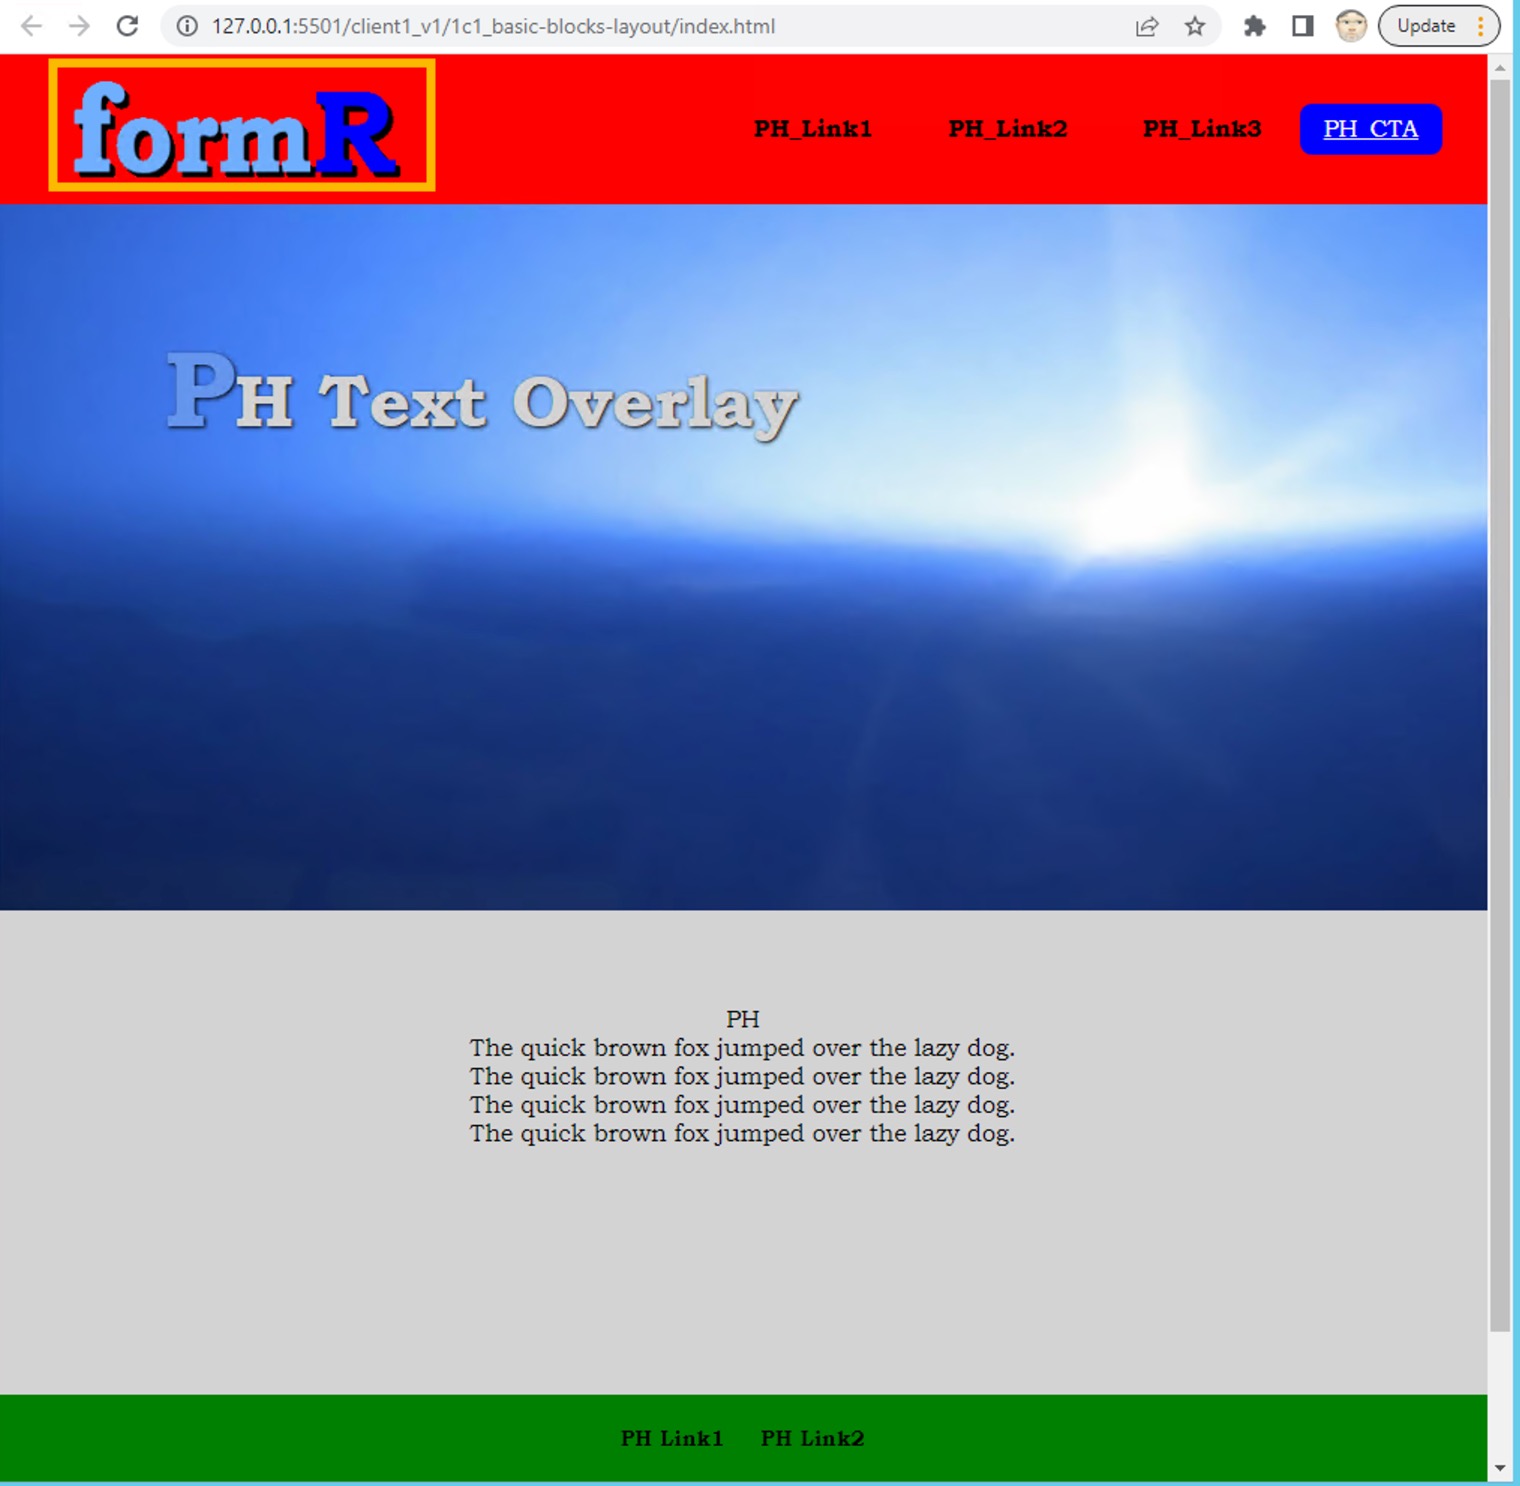 127.0.0.1:5501/client1_v1/1c1_basic-blocks-layout/index.html
Update
formR
PH_Link1 PH_Link2 PH_Link3 PH_CTA
PH Text Overlay
PH
The quick brown fox jumped over the lazy dog.
The quick brown fox jumped over the lazy dog.
The quick brown fox jumped over the lazy dog.
The quick brown fox jumped over the lazy dog.
PH Link1 PH Link2